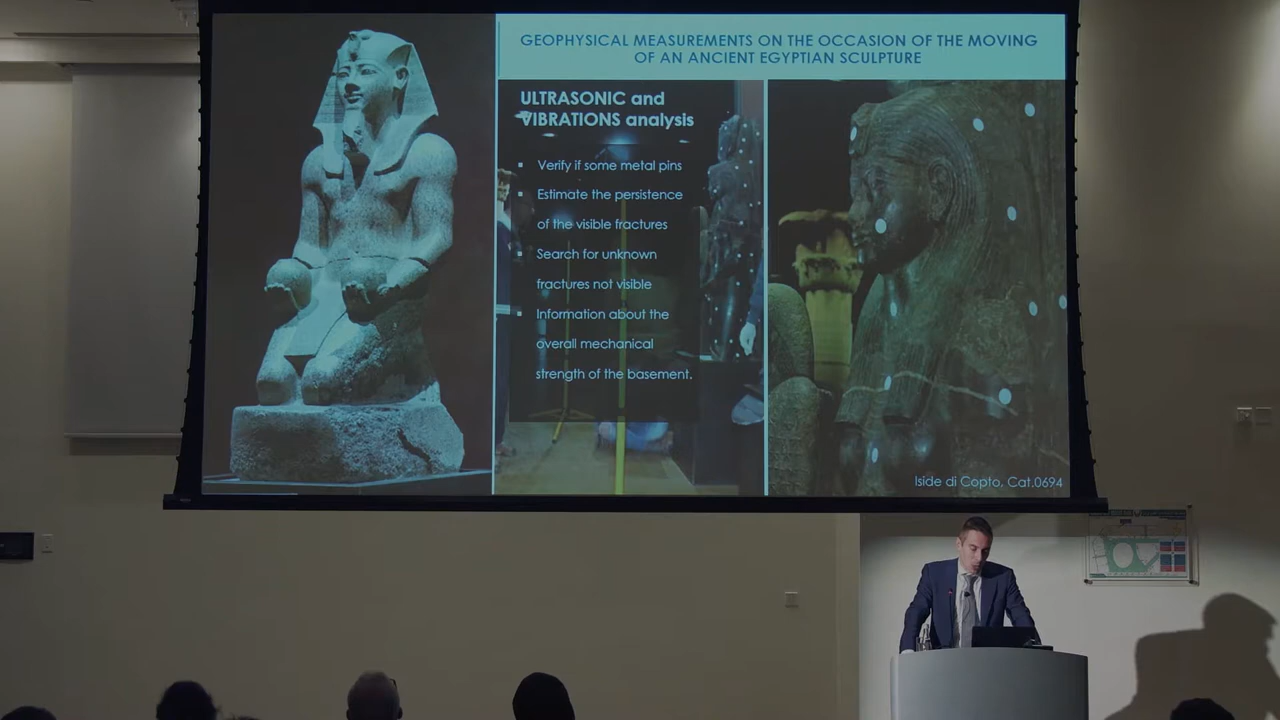 GEOPHYSICAL MEASUREMENTS ON THE OCCASION OF THE MOVING
OF AN ANCIENT EGYPTIAN SCULPTURE
ULTRASONIC and
VIBRATIONS analysis
▪ Verify if some metal pins
▪ Estimate the persistence
of the visible fractures
▪ Search for unknown
fractures not visible
▪ Information about the
overall mechanical
strength of the basement.
Iside di Copto, Cat.0694